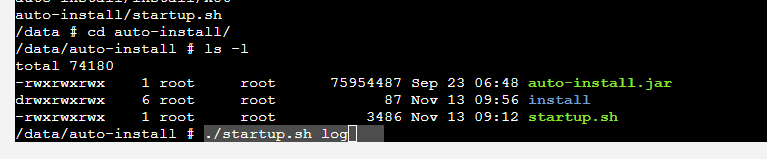 auto-install/startup.sh
/data # cd auto-install/
/data/auto-install # ls -l
total 74180
-rwxrwxrwx 1 root root 75954487 Sep 23 06:48 auto-install.jar
drwxrwxrwx 6 root root 87 Nov 13 09:56 install
-rwxrwxrwx 1 root root 3486 Nov 13 09:12 startup.sh
/data/auto-install # ./startup.sh log